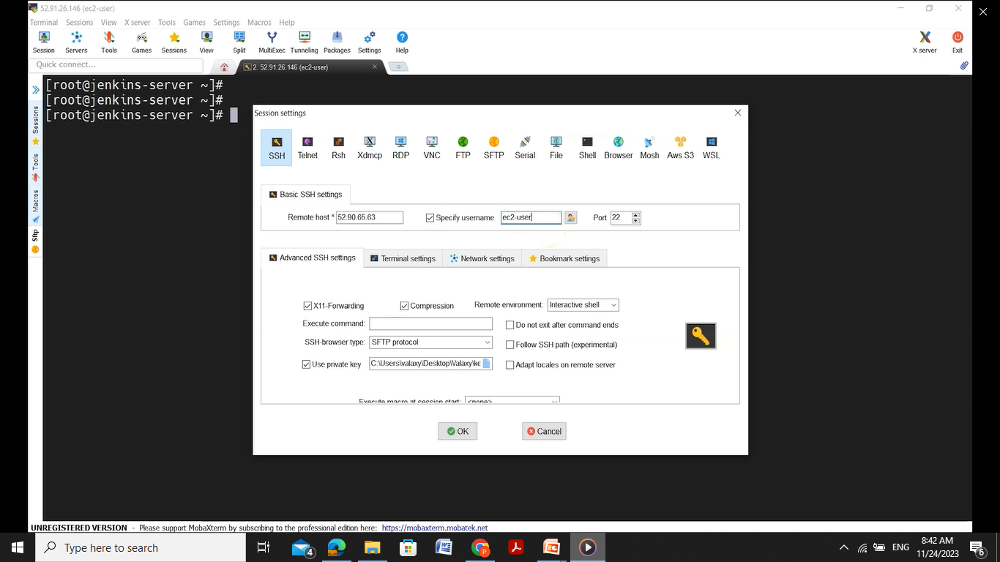 52.91.26.146 (ec2-user)
Terminal Sessions View X server Tools Games Settings Macros Help
Session Servers Tools Games Sessions View Split MultiExec Tunneling Packages Settings Help X server Exit
Quick connect...
2. 52.91.26.146 (ec2-user)
[root@jenkins-server ~]#
[root@jenkins-server ~]#
[root@jenkins-server ~]#
Sessions
Tools
Macros
Sftp
Session settings
SSH Telnet Rsh Xdmcp RDP VNC FTP SFTP Serial File Shell Browser Mosh Aws S3 WSL
Basic SSH settings
Remote host * 52.90.65.63 Specify username ec2-user Port 22
Advanced SSH settings Terminal settings Network settings Bookmark settings
X11-Forwarding Compression Remote environment: Interactive shell
Execute command: Do not exit after command ends
SSH-browser type: SFTP protocol Follow SSH path (experimental)
Use private key C:\Users\valaxy\Desktop\Valaxy\ke Adapt locales on remote server
Execute macro at session start: <none>
OK Cancel
UNREGISTERED VERSION - Please support MobaXterm by subscribing to the professional edition here: https://mobaxterm.mobatek.net
Type here to search 4 ENG 8:42 AM
11/24/2023 6